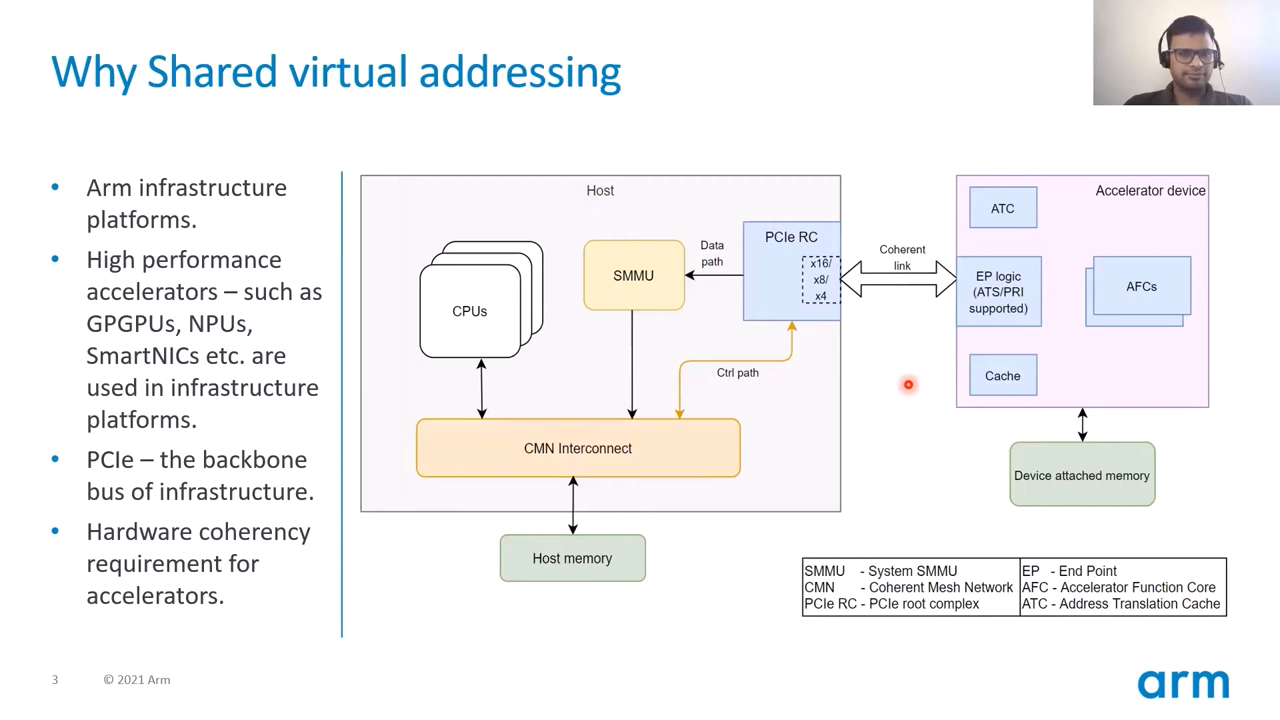 Why Shared virtual addressing
• Arm infrastructure
platforms.
• High performance
accelerators – such as
GPGPUs, NPUs,
SmartNICs etc. are
used in infrastructure
platforms.
• PCIe – the backbone
bus of infrastructure.
• Hardware coherency
requirement for
accelerators.
Host
CPUs
SMMU
Data
path
PCIe RC
x16/
x8/
x4
Ctrl path
CMN Interconnect
Host memory
Coherent
link
Accelerator device
ATC
EP logic
(ATS/PRI
supported)
AFCs
Cache
Device attached memory
SMMU - System SMMU
CMN - Coherent Mesh Network
PCIe RC - PCIe root complex
EP - End Point
AFC - Accelerator Function Core
ATC - Address Translation Cache
3
© 2021 Arm
arm